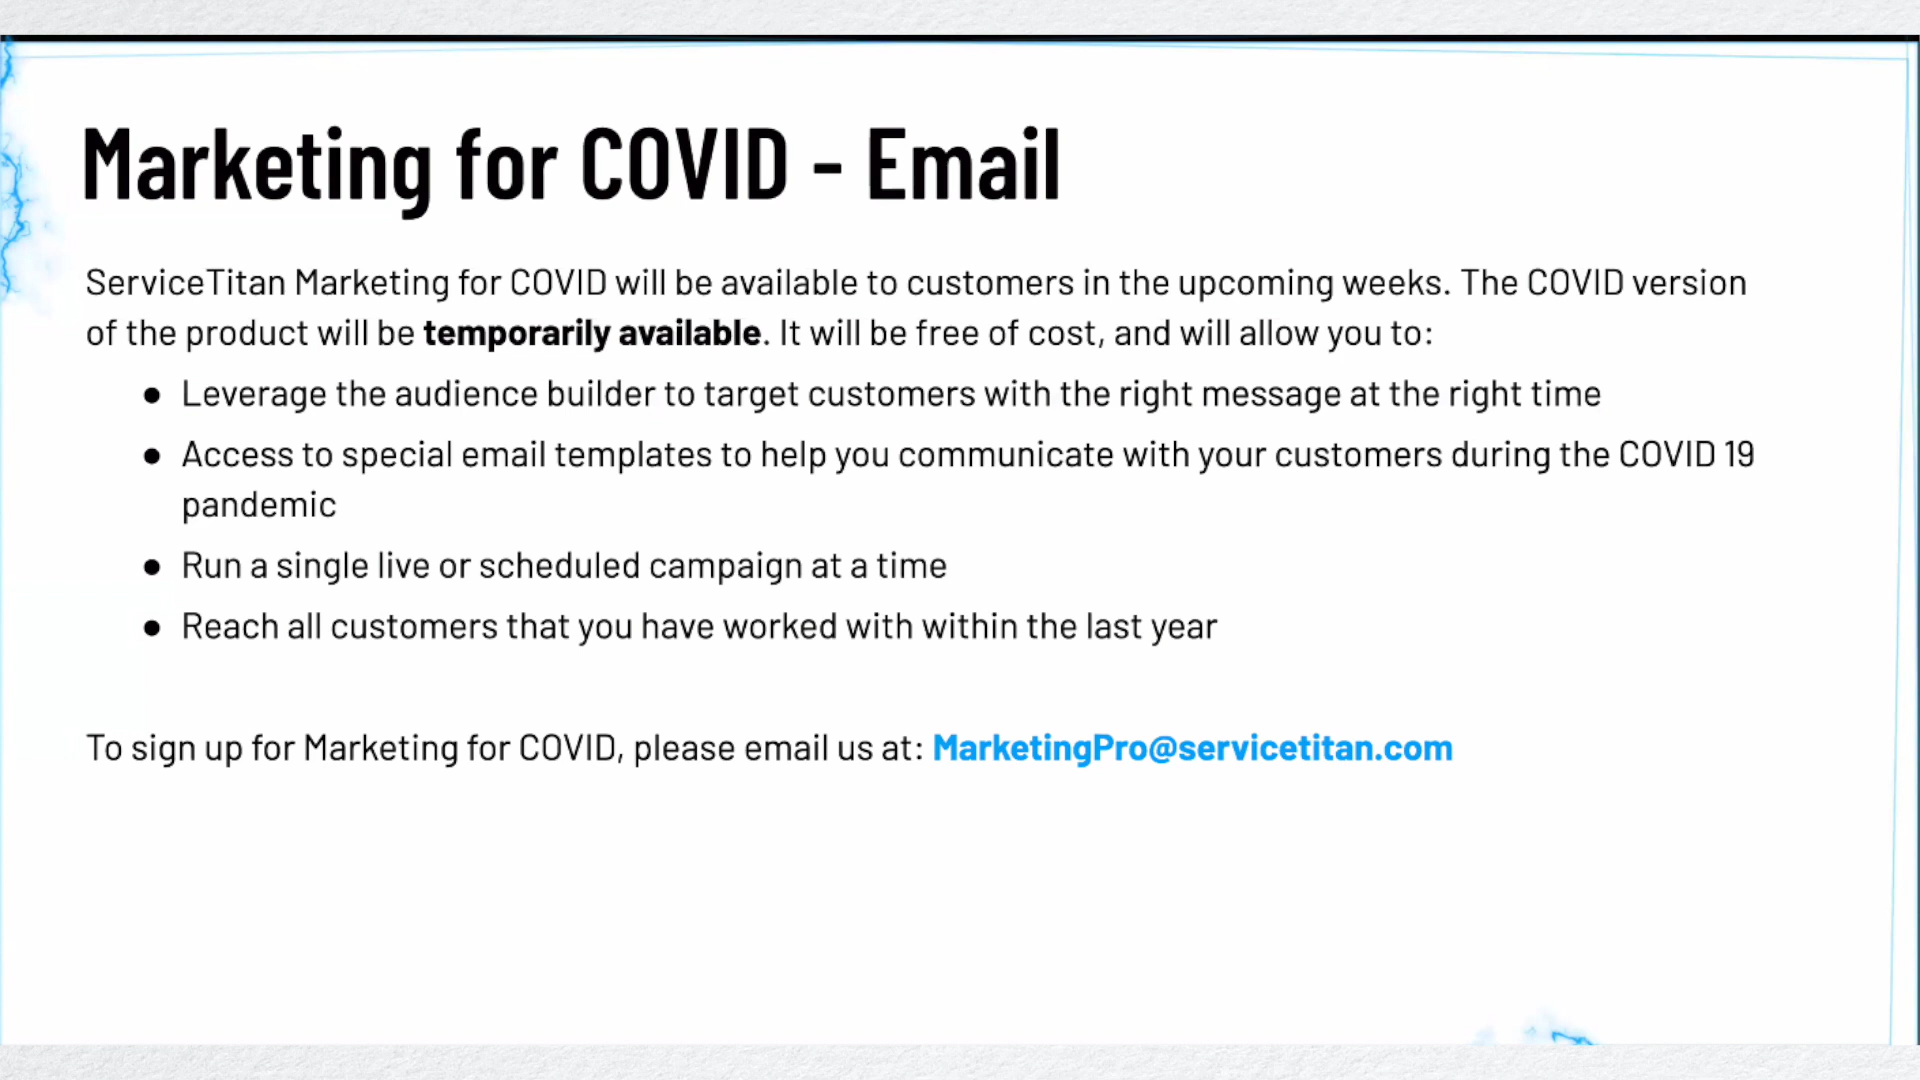 Marketing for COVID - Email
ServiceTitan Marketing for COVID will be available to customers in the upcoming weeks. The COVID version
of the product will be temporarily available. It will be free of cost, and will allow you to:
● Leverage the audience builder to target customers with the right message at the right time
● Access to special email templates to help you communicate with your customers during the COVID 19
pandemic
● Run a single live or scheduled campaign at a time
● Reach all customers that you have worked with within the last year
To sign up for Marketing for COVID, please email us at: MarketingPro@servicetitan.com